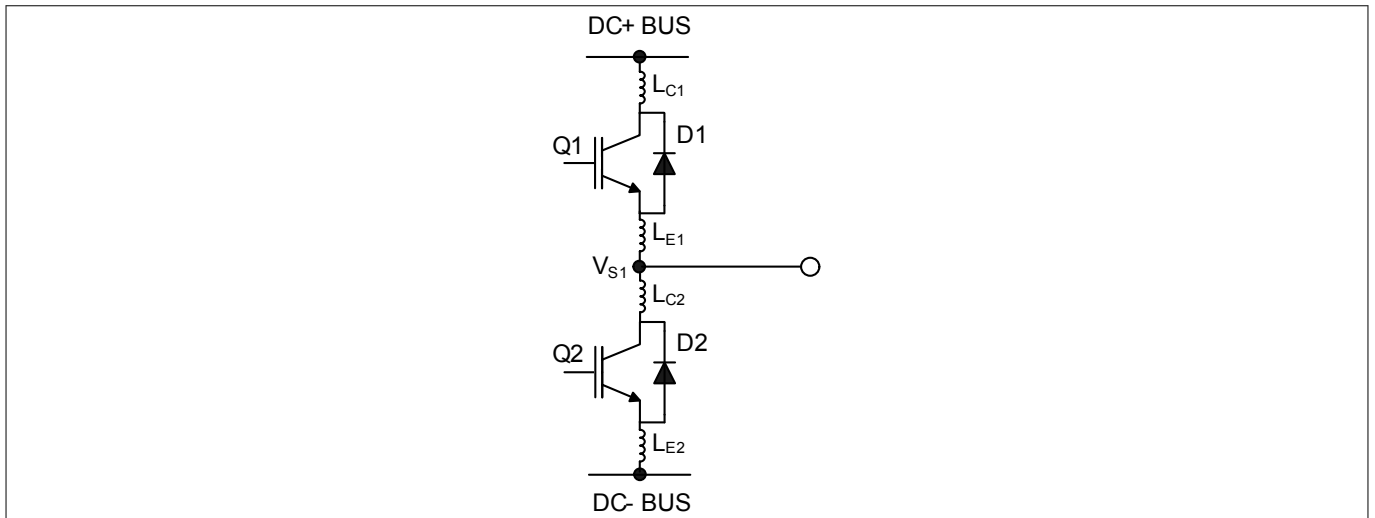 DC+ BUS
LC1
D1
Q1
LE1
VS1
LC2
D2
Q2
LE2
DC- BUS